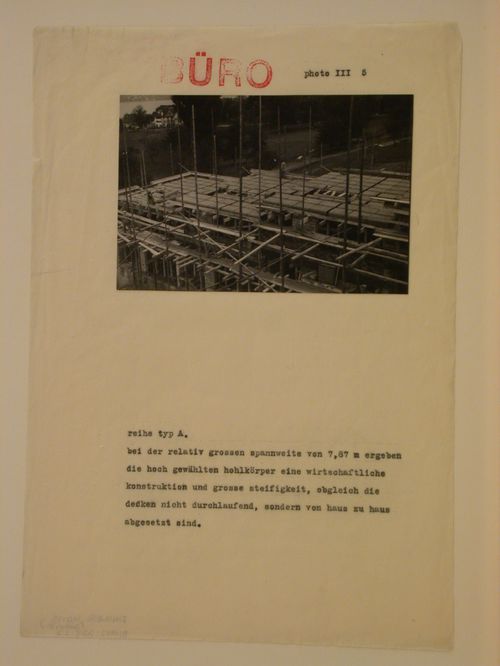 BÜRO
photo III 5
reihe typ A.
bei der relativ grossen spannweite von 7,87 m ergeben
die hoch gewählten hohlkörper eine wirtschaftliche
konstruktion und grosse steifigkeit, obgleich die
decken nicht durchlaufend, sondern von haus zu haus
abgesetzt sind.